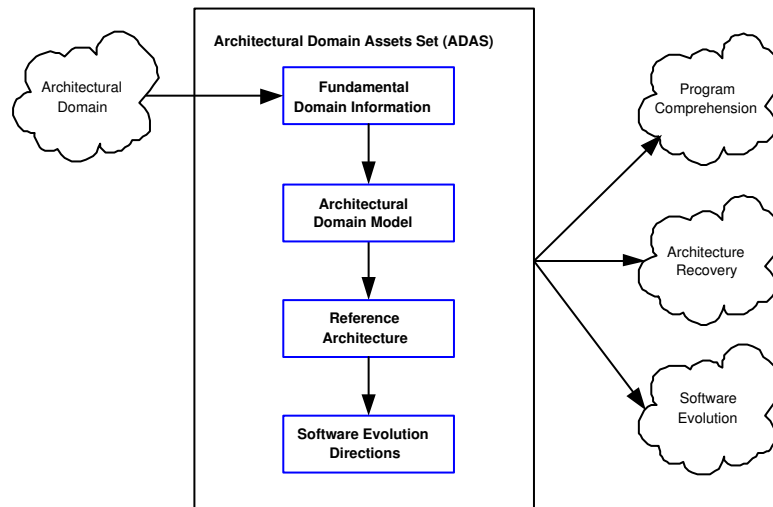 Architectural Domain Assets Set (ADAS)
Architectural
Domain
Fundamental
Domain Information
Architectural
Domain Model
Reference
Architecture
Software Evolution
Directions
Program
Comprehension
Architecture
Recovery
Software
Evolution